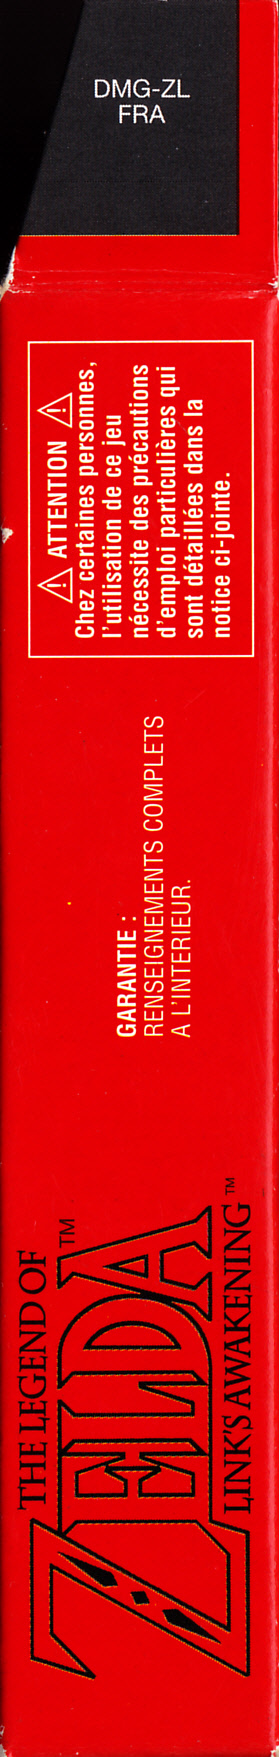 DMG-ZL
FRA
⚠ ATTENTION ⚠
Chez certaines personnes,
l'utilisation de ce jeu
nécessite des précautions
d'emploi particulières qui
sont détaillées dans la
notice ci-jointe.
GARANTIE :
RENSEIGNEMENTS COMPLETS
A L'INTERIEUR.
THE LEGEND OF
ZELDA™
LINK'S AWAKENING™